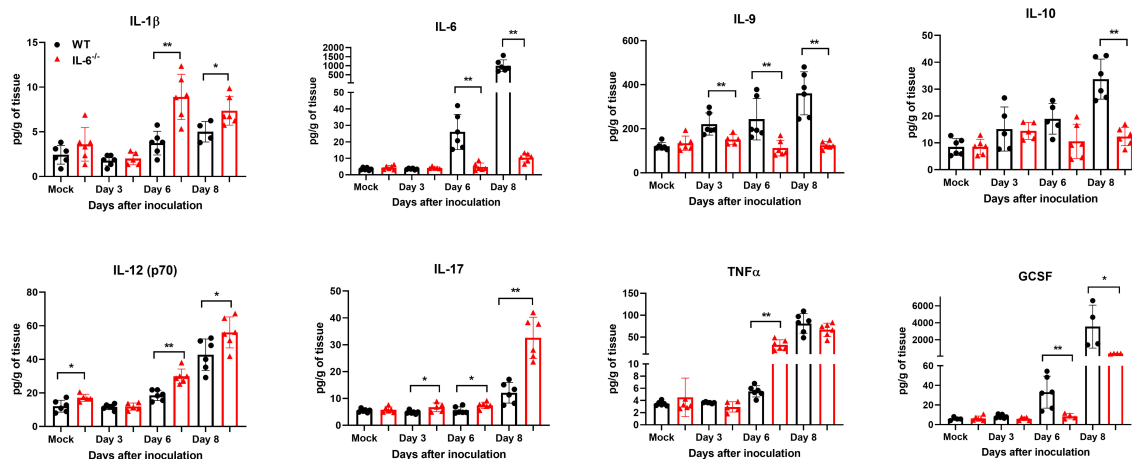 IL-1β
pg/g of tissue
15
10
5
0
WT
IL-6-/-
**
*
Mock Day 3 Day 6 Day 8
Days after inoculation
IL-6
pg/g of tissue
2000
1500
1000
500
50
40
30
20
10
0
**
**
Mock Day 3 Day 6 Day 8
Days after inoculation
IL-9
pg/g of tissue
600
400
200
0
**
**
**
Mock Day 3 Day 6 Day 8
Days after inoculation
IL-10
pg/g of tissue
40
30
20
10
0
**
Mock Day 3 Day 6 Day 8
Days after inoculation
IL-12 (p70)
pg/g of tissue
80
60
40
20
0
*
**
*
Mock Day 3 Day 6 Day 8
Days after inoculation
IL-17
pg/g of tissue
50
40
30
20
10
0
*
*
**
Mock Day 3 Day 6 Day 8
Days after inoculation
TNFα
pg/g of tissue
150
100
50
10
8
6
4
2
0
**
Mock Day 3 Day 6 Day 8
Days after inoculation
GCSF
pg/g of tissue
6000
4000
2000
60
40
20
0
**
*
Mock Day 3 Day 6 Day 8
Days after inoculation